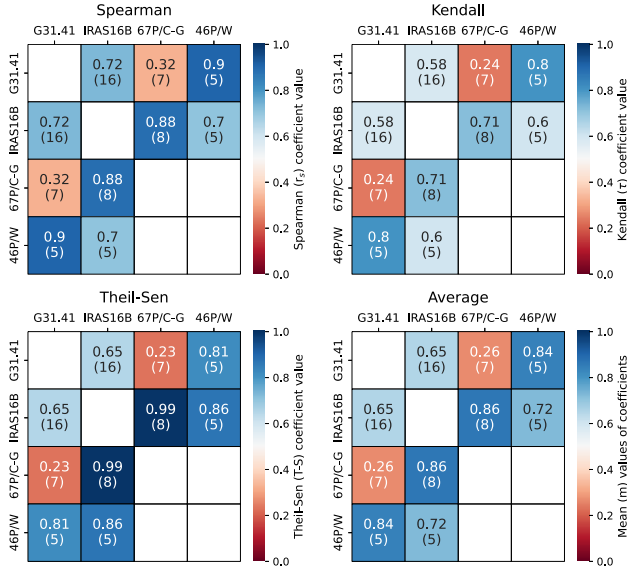 Spearman
G31.41 IRAS16B 67P/C-G 46P/W
G31.41
0.72 0.32 0.9
(16) (7) (5)
IRAS16B
0.72 0.88 0.7
(16) (8) (5)
67P/C-G
0.32 0.88
(7) (8)
46P/W
0.9 0.7
(5) (5)
1.0
0.8
0.6
0.4
0.2
0.0
Spearman (rₛ) coefficient value
Kendall
G31.41 IRAS16B 67P/C-G 46P/W
G31.41
0.58 0.24 0.8
(16) (7) (5)
IRAS16B
0.58 0.71 0.6
(16) (8) (5)
67P/C-G
0.24 0.71
(7) (8)
46P/W
0.8 0.6
(5) (5)
1.0
0.8
0.6
0.4
0.2
0.0
Kendall (τ) coefficient value
Theil-Sen
G31.41 IRAS16B 67P/C-G 46P/W
G31.41
0.65 0.23 0.81
(16) (7) (5)
IRAS16B
0.65 0.99 0.86
(16) (8) (5)
67P/C-G
0.23 0.99
(7) (8)
46P/W
0.81 0.86
(5) (5)
1.0
0.8
0.6
0.4
0.2
0.0
Theil-Sen (T-S) coefficient value
Average
G31.41 IRAS16B 67P/C-G 46P/W
G31.41
0.65 0.26 0.84
(16) (7) (5)
IRAS16B
0.65 0.86 0.72
(16) (8) (5)
67P/C-G
0.26 0.86
(7) (8)
46P/W
0.84 0.72
(5) (5)
1.0
0.8
0.6
0.4
0.2
0.0
Mean (m) values of coefficients